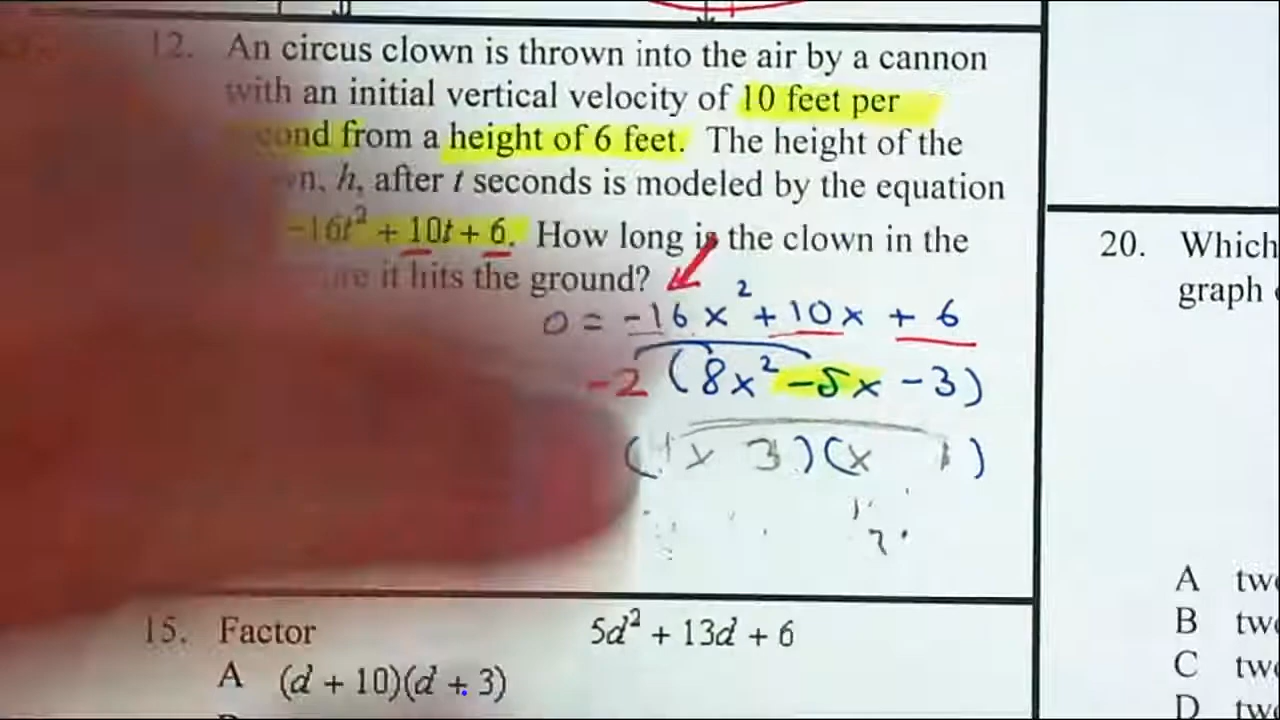 12. An circus clown is thrown into the air by a cannon
with an initial vertical velocity of 10 feet per
from a height of 6 feet. The height of the
h, after t seconds is modeled by the equation
-16t² + 10t + 6. How long is the clown in the
it hits the ground?
0 = -16x² + 10x + 6
-2 (8x² - 5x - 3)
( x 3)(x 1)
15. Factor 5d² + 13d + 6
A (d + 10)(d + 3)
20. Which
graph
A
B
C
D